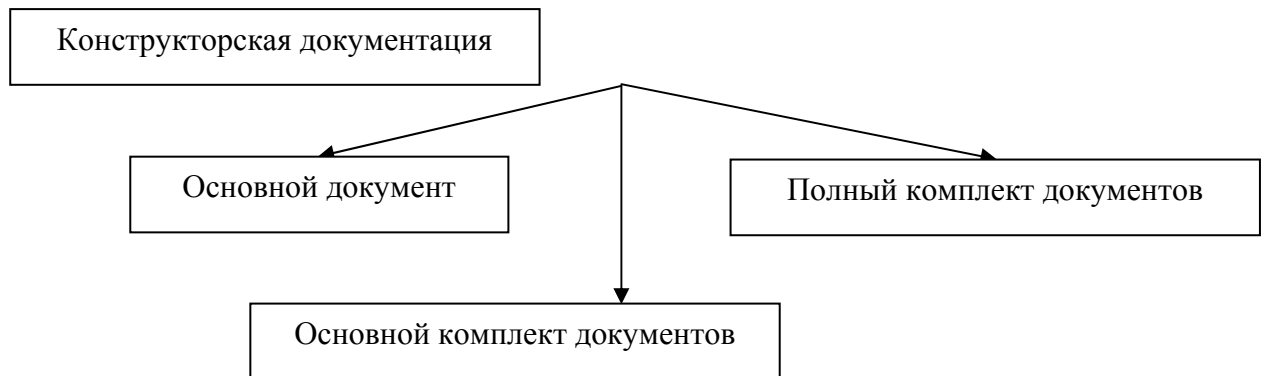 Конструкторская документация
Основной документ
Полный комплект документов
Основной комплект документов